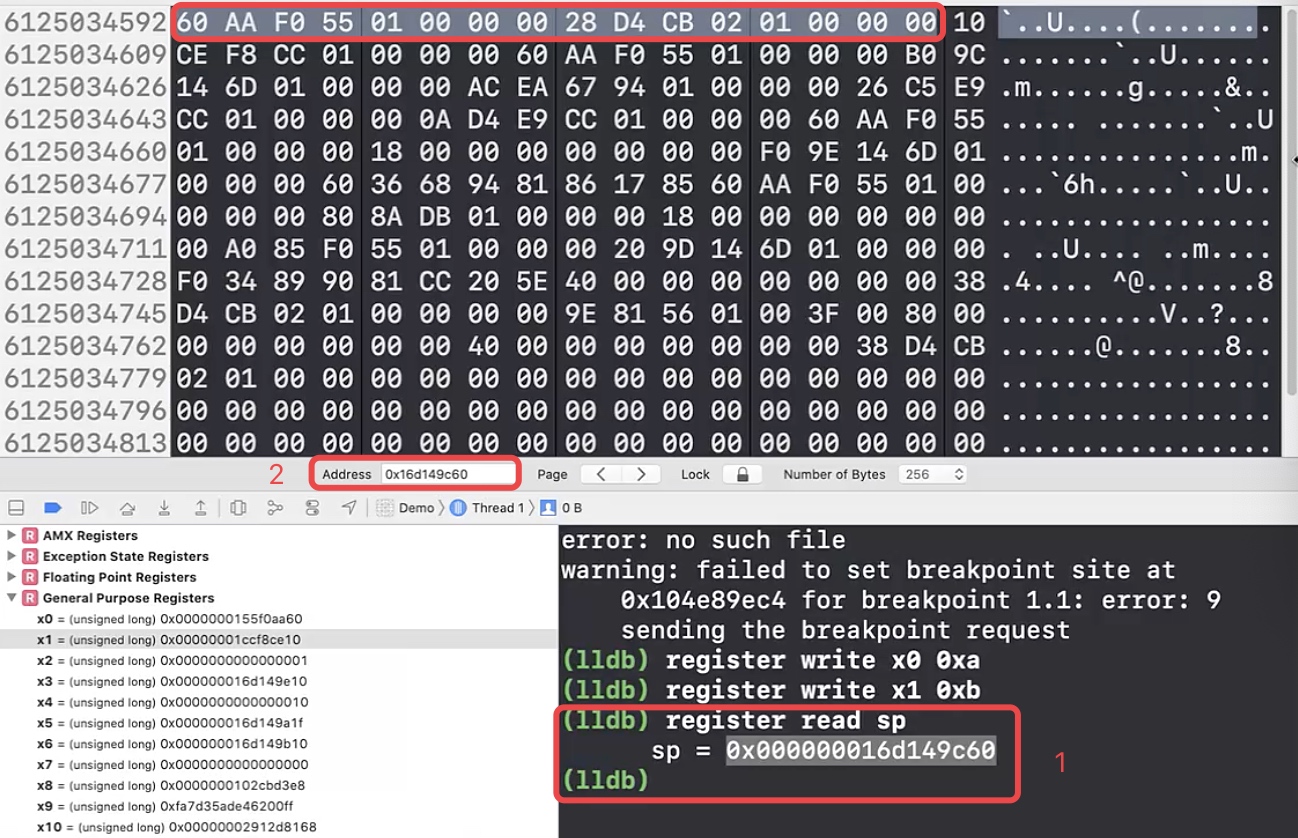 6125034592 60 AA F0 55 01 00 00 00 28 D4 CB 02 01 00 00 00 10 `..U....(........
6125034609 CE F8 CC 01 00 00 00 60 AA F0 55 01 00 00 00 B0 9C .......`..U......
6125034626 14 6D 01 00 00 00 AC EA 67 94 01 00 00 00 26 C5 E9 .m......g.....&..
6125034643 CC 01 00 00 00 0A D4 E9 CC 01 00 00 00 60 AA F0 55 ..... .......`..U
6125034660 01 00 00 00 18 00 00 00 00 00 00 00 F0 9E 14 6D 01 ...............m.
6125034677 00 00 00 60 36 68 94 81 86 17 85 60 AA F0 55 01 00 ...`6h.....`..U..
6125034694 00 00 00 80 8A DB 01 00 00 00 18 00 00 00 00 00 00 .................
6125034711 00 A0 85 F0 55 01 00 00 00 20 9D 14 6D 01 00 00 00 . ..U.... ..m....
6125034728 F0 34 89 90 81 CC 20 5E 40 00 00 00 00 00 00 00 38 .4.... ^@.......8
6125034745 D4 CB 02 01 00 00 00 00 9E 81 56 01 00 3F 00 80 00 ..........V..?...
6125034762 00 00 00 00 00 00 40 00 00 00 00 00 00 00 38 D4 CB ......@.......8..
6125034779 02 01 00 00 00 00 00 00 00 00 00 00 00 00 00 00 00 .................
6125034796 00 00 00 00 00 00 00 00 00 00 00 00 00 00 00 00 00 .................
6125034813 00 00 00 00 00 00 00 00 00 00 00 00 00 00 00 00 00 .................
2 Address 0x16d149c60 Page Lock Number of Bytes 256
Demo Thread 1 0 B
AMX Registers
Exception State Registers
Floating Point Registers
General Purpose Registers
x0 = (unsigned long) 0x0000000155f0aa60
x1 = (unsigned long) 0x00000001ccf8ce10
x2 = (unsigned long) 0x0000000000000001
x3 = (unsigned long) 0x000000016d149e10
x4 = (unsigned long) 0x0000000000000010
x5 = (unsigned long) 0x000000016d149a1f
x6 = (unsigned long) 0x000000016d149b10
x7 = (unsigned long) 0x0000000000000000
x8 = (unsigned long) 0x0000000102cbd3e8
x9 = (unsigned long) 0xfa7d35ade46200ff
x10 = (unsigned long) 0x00000002912d8168
error: no such file
warning: failed to set breakpoint site at
0x104e89ec4 for breakpoint 1.1: error: 9
sending the breakpoint request
(lldb) register write x0 0xa
(lldb) register write x1 0xb
(lldb) register read sp
sp = 0x000000016d149c60
(lldb)
1